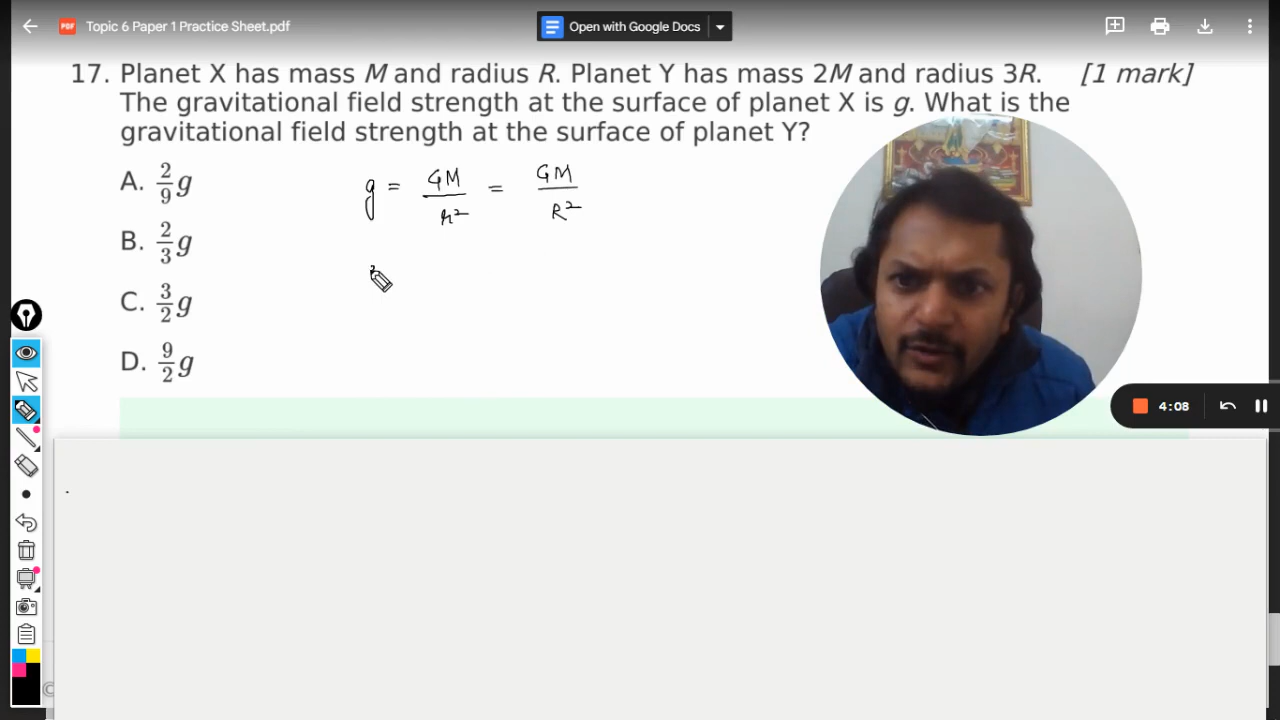 Topic 6 Paper 1 Practice Sheet.pdf
Open with Google Docs
17. Planet X has mass M and radius R. Planet Y has mass 2M and radius 3R. [1 mark]
The gravitational field strength at the surface of planet X is g. What is the
gravitational field strength at the surface of planet Y?
A. 2/9 g
B. 2/3 g
C. 3/2 g
D. 9/2 g
g = GM/r² = GM/R²
4:08